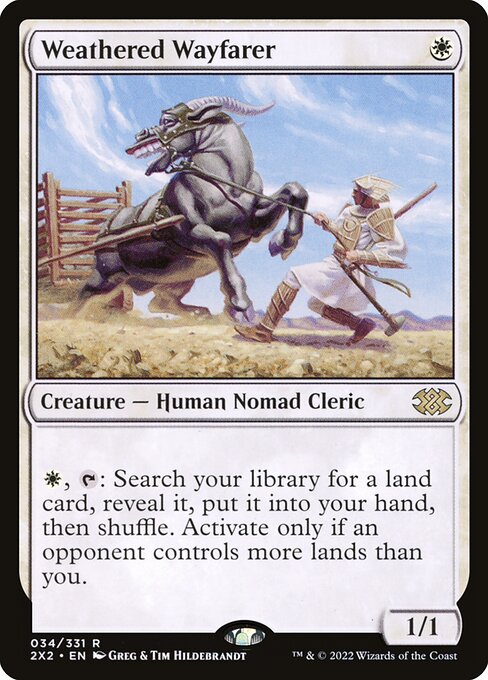 Weathered Wayfarer
Creature — Human Nomad Cleric
, : Search your library for a land
card, reveal it, put it into your hand,
then shuffle. Activate only if an
opponent controls more lands than
you.
1/1
034/331 R
2X2 • EN Greg & Tim Hildebrandt
™ & © 2022 Wizards of the Coast